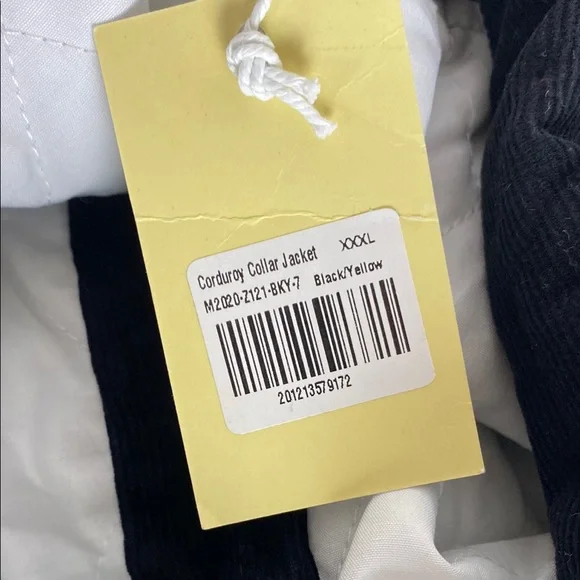 Corduroy Collar Jacket XXXL
M2020-Z121-BKY-7 Black/Yellow
201213579172